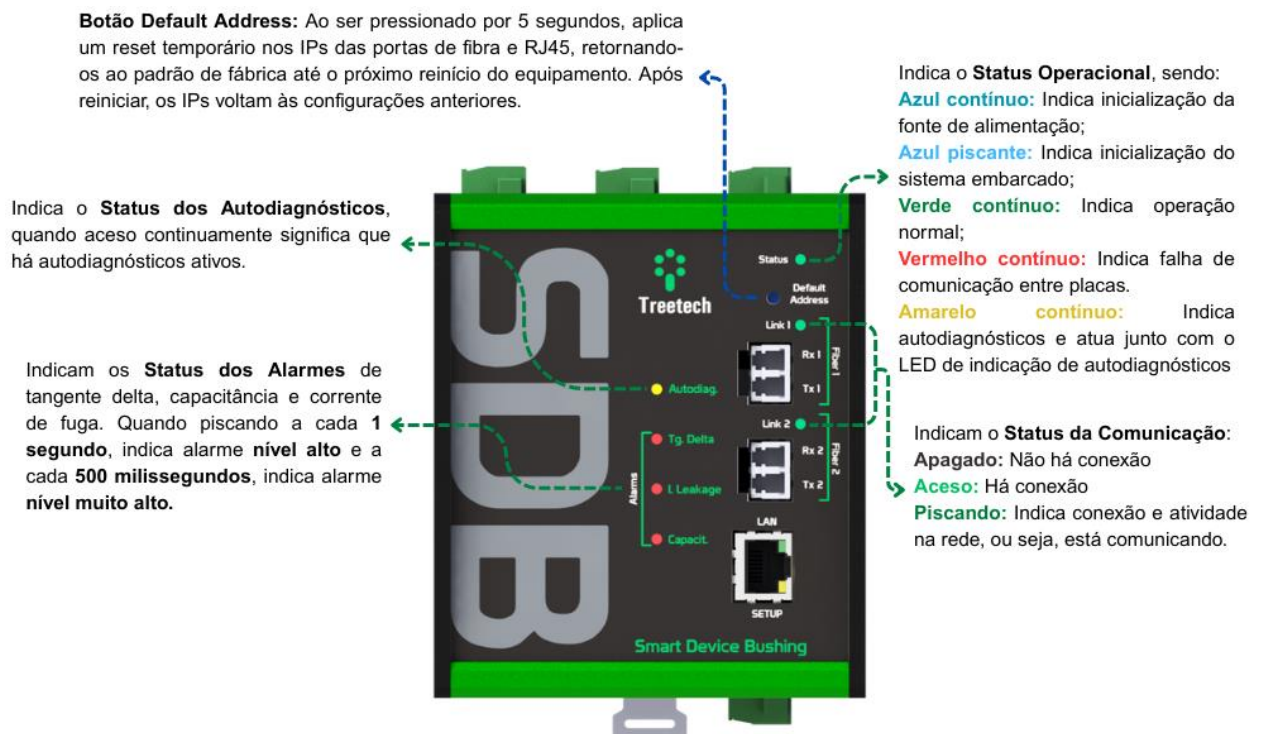 Botão Default Address: Ao ser pressionado por 5 segundos, aplica
um reset temporário nos IPs das portas de fibra e RJ45, retornando-
os ao padrão de fábrica até o próximo reinício do equipamento. Após
reiniciar, os IPs voltam às configurações anteriores.
Indica o Status Operacional, sendo:
Azul contínuo: Indica inicialização da
fonte de alimentação;
Azul piscante: Indica inicialização do
sistema embarcado;
Verde contínuo: Indica operação
normal;
Vermelho contínuo: Indica falha de
comunicação entre placas.
Amarelo contínuo: Indica
autodiagnósticos e atua junto com o
LED de indicação de autodiagnósticos
Indica o Status dos Autodiagnósticos,
quando aceso continuamente significa que
há autodiagnósticos ativos.
Indicam os Status dos Alarmes de
tangente delta, capacitância e corrente
de fuga. Quando piscando a cada 1
segundo, indica alarme nível alto e a
cada 500 milissegundos, indica alarme
nível muito alto.
Indicam o Status da Comunicação:
Apagado: Não há conexão
Aceso: Há conexão
Piscando: Indica conexão e atividade
na rede, ou seja, está comunicando.
SDB
Treetech
Status
Default
Address
Link 1
Rx 1
Tx 1
Fiber 1
Autodiag.
Link 2
Rx 2
Tx 2
Fiber 2
Alarms
Tg. Delta
I. Leakage
Capacit.
LAN
SETUP
Smart Device Bushing